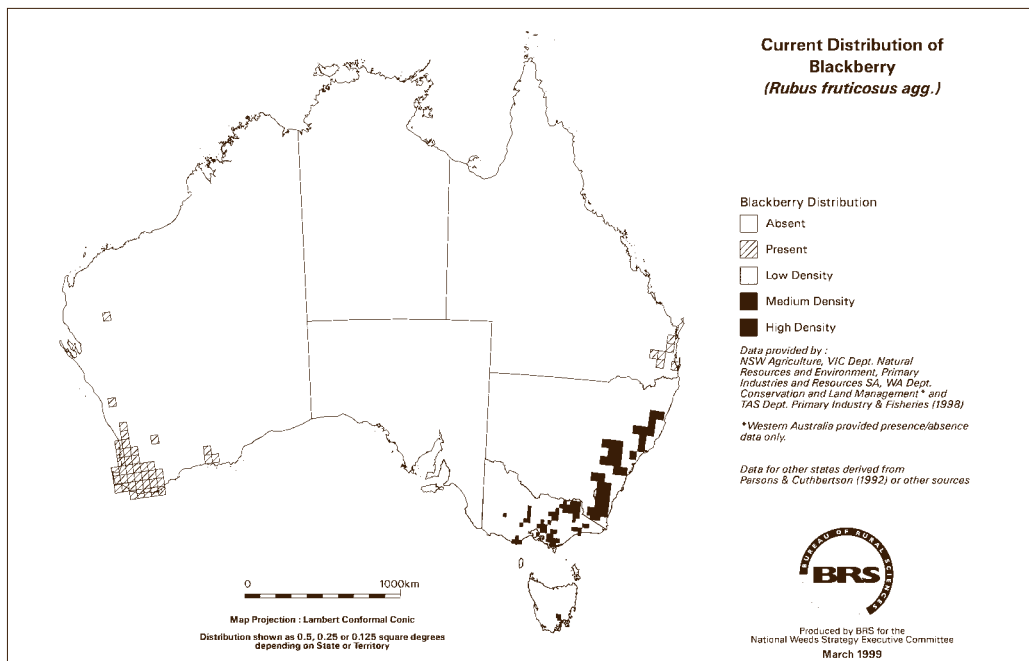 Current Distribution of
Blackberry
(Rubus fruticosus agg.)
Blackberry Distribution
Absent
Present
Low Density
Medium Density
High Density
Data provided by :
NSW Agriculture, VIC Dept. Natural
Resources and Environment, Primary
Industries and Resources SA, WA Dept.
Conservation and Land Management* and
TAS Dept. Primary Industry & Fisheries (1998)
*Western Australia provided presence/absence
data only.
Data for other states derived from
Parsons & Cuthbertson (1992) or other sources
0 1000km
Map Projection : Lambert Conformal Conic
Distribution shown as 0.5, 0.25 or 0.125 square degrees
depending on State or Territory
BUREAU OF RURAL SCIENCES
BRS
Produced by BRS for the
National Weeds Strategy Executive Committee
March 1999